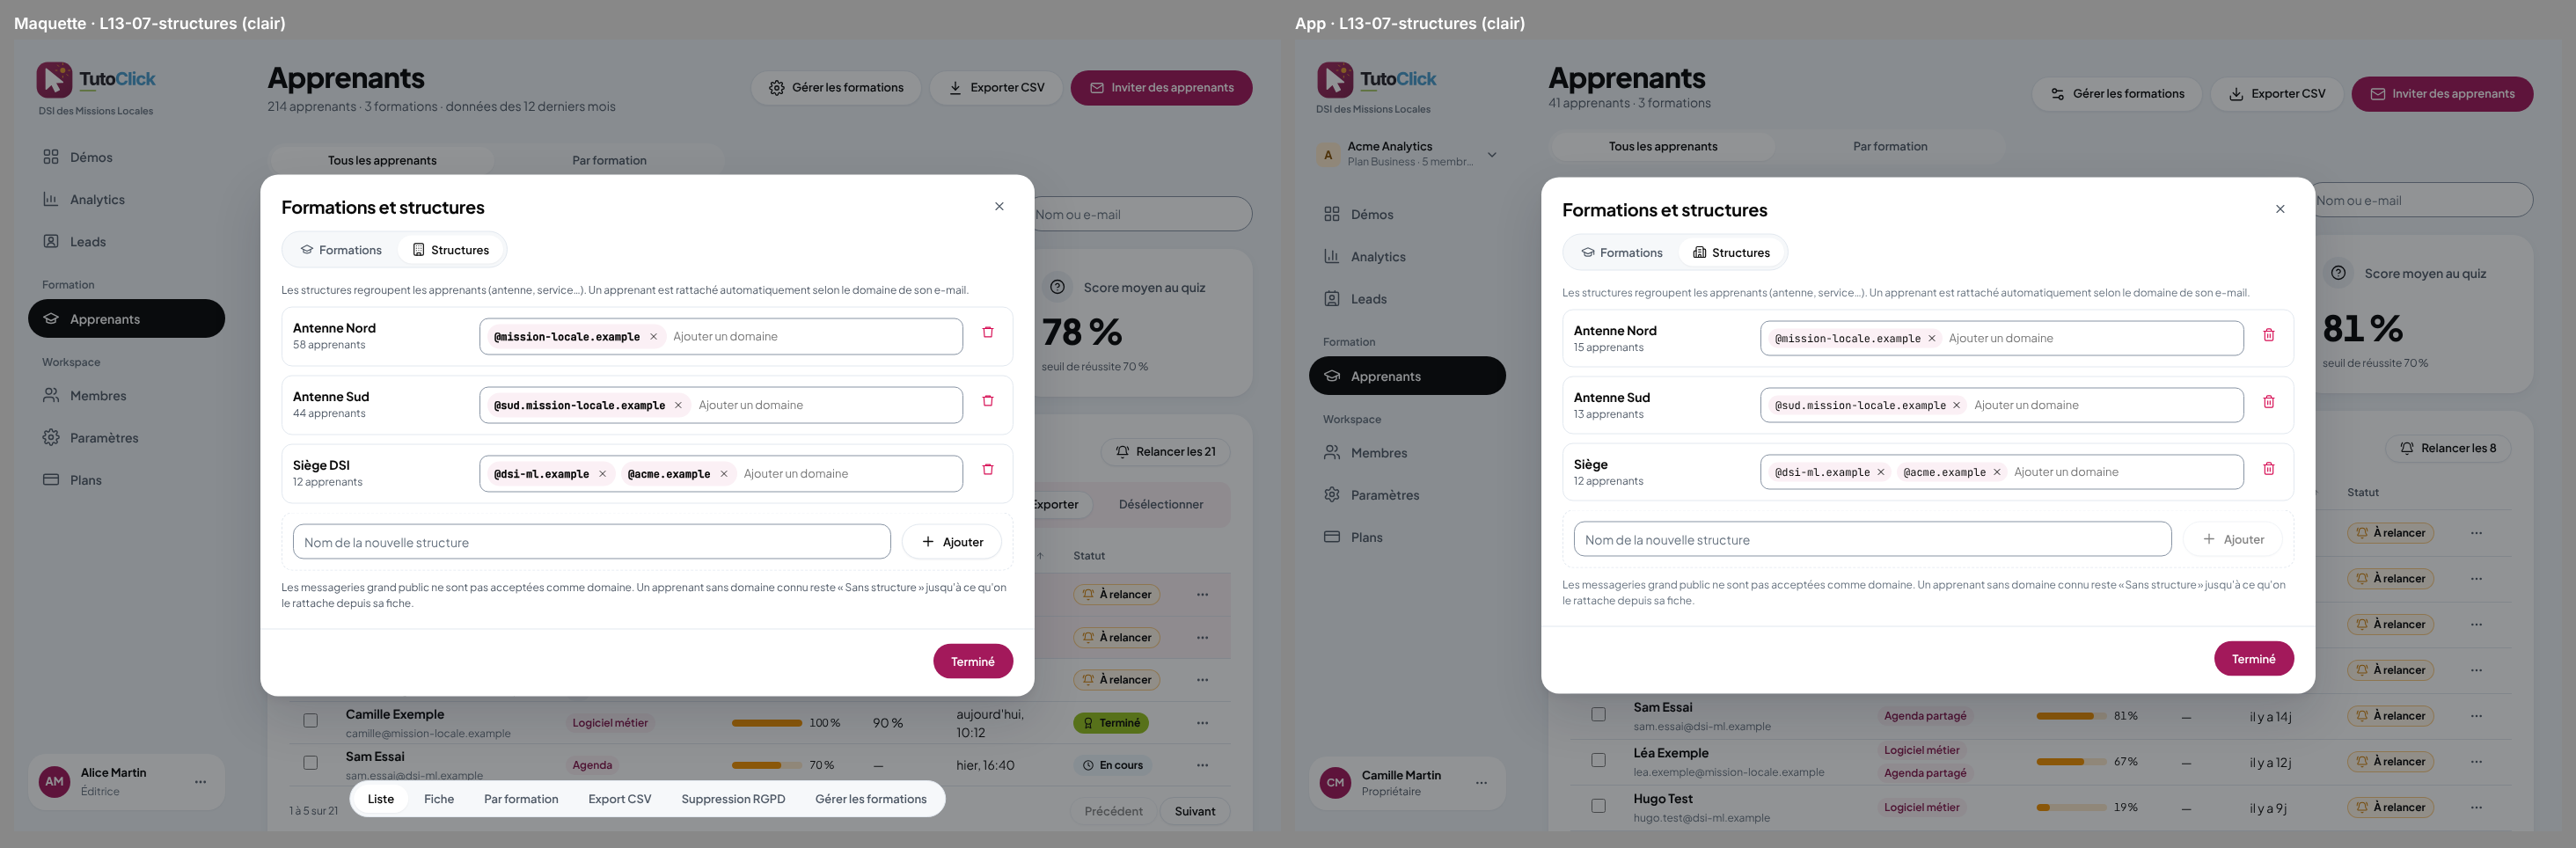 Maquette · L13-07-structures (clair)
TutoClick
DSI des Missions Locales
Démos
Analytics
Leads
Formation
Apprenants
Workspace
Membres
Paramètres
Plans
AM
Alice Martin
Éditrice
Apprenants
214 apprenants · 3 formations · données des 12 derniers mois
Gérer les formations
Exporter CSV
Inviter des apprenants
Tous les apprenants
Par formation
Nom ou e-mail
Score moyen au quiz
78 %
seuil de réussite 70 %
Relancer les 21
Exporter
Désélectionner
Statut
À relancer
À relancer
À relancer
Formations et structures
Formations
Structures
Les structures regroupent les apprenants (antenne, service…). Un apprenant est rattaché automatiquement selon le domaine de son e-mail.
Antenne Nord
58 apprenants
@mission-locale.example
Ajouter un domaine
Antenne Sud
44 apprenants
@sud.mission-locale.example
Ajouter un domaine
Siège DSI
12 apprenants
@dsi-ml.example
@acme.example
Ajouter un domaine
Nom de la nouvelle structure
Ajouter
Les messageries grand public ne sont pas acceptées comme domaine. Un apprenant sans domaine connu reste « Sans structure » jusqu'à ce qu'on
le rattache depuis sa fiche.
Terminé
Camille Exemple
camille@mission-locale.example
Logiciel métier
100 %
90 %
aujourd'hui,
10:12
Terminé
Sam Essai
sam.essai@dsi-ml.example
Agenda
70 %
—
hier, 16:40
En cours
1 à 5 sur 21
Précédent
Suivant
Liste
Fiche
Par formation
Export CSV
Suppression RGPD
Gérer les formations
App · L13-07-structures (clair)
TutoClick
DSI des Missions Locales
A
Acme Analytics
Plan Business · 5 membr...
Démos
Analytics
Leads
Formation
Apprenants
Workspace
Membres
Paramètres
Plans
CM
Camille Martin
Propriétaire
Apprenants
41 apprenants · 3 formations
Gérer les formations
Exporter CSV
Inviter des apprenants
Tous les apprenants
Par formation
Nom ou e-mail
Score moyen au quiz
81 %
seuil de réussite 70 %
Relancer les 8
Statut
À relancer
À relancer
À relancer
À relancer
Formations et structures
Formations
Structures
Les structures regroupent les apprenants (antenne, service…). Un apprenant est rattaché automatiquement selon le domaine de son e-mail.
Antenne Nord
15 apprenants
@mission-locale.example
Ajouter un domaine
Antenne Sud
13 apprenants
@sud.mission-locale.example
Ajouter un domaine
Siège
12 apprenants
@dsi-ml.example
@acme.example
Ajouter un domaine
Nom de la nouvelle structure
Ajouter
Les messageries grand public ne sont pas acceptées comme domaine. Un apprenant sans domaine connu reste « Sans structure » jusqu'à ce qu'on
le rattache depuis sa fiche.
Terminé
Sam Essai
sam.essai@dsi-ml.example
Agenda partagé
81 %
—
il y a 14 j
À relancer
Léa Exemple
lea.exemple@mission-locale.example
Logiciel métier
Agenda partagé
67 %
—
il y a 12 j
À relancer
Hugo Test
hugo.test@dsi-ml.example
Logiciel métier
19 %
—
il y a 9 j
À relancer